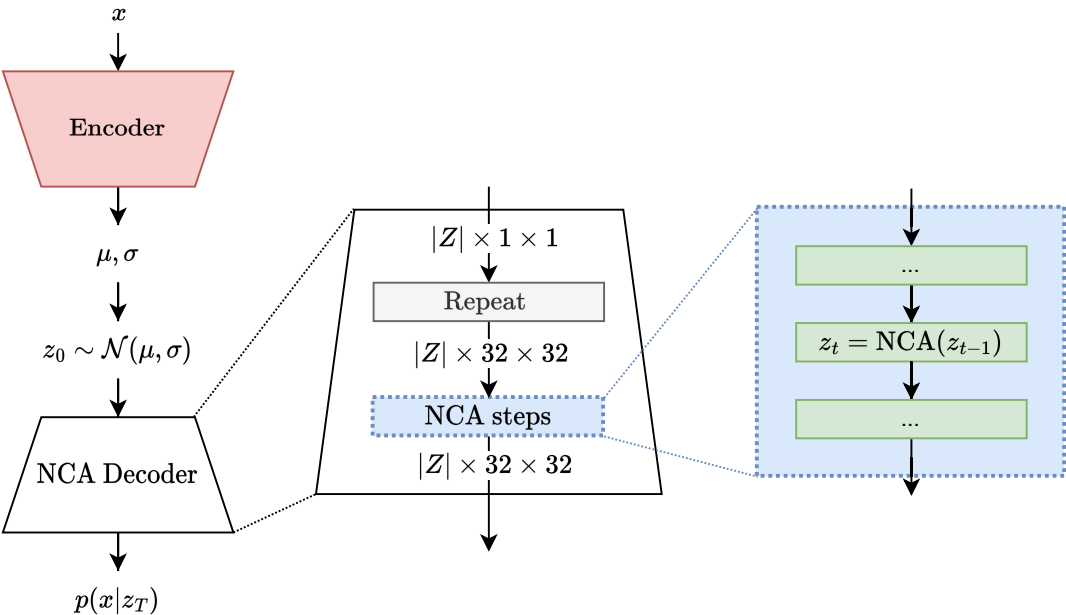 x
Encoder
μ, σ
z₀ ∼ 𝒩(μ, σ)
NCA Decoder
p(x|z_T)
|Z| × 1 × 1
Repeat
|Z| × 32 × 32
NCA steps
|Z| × 32 × 32
...
z_t = NCA(z_{t−1})
...